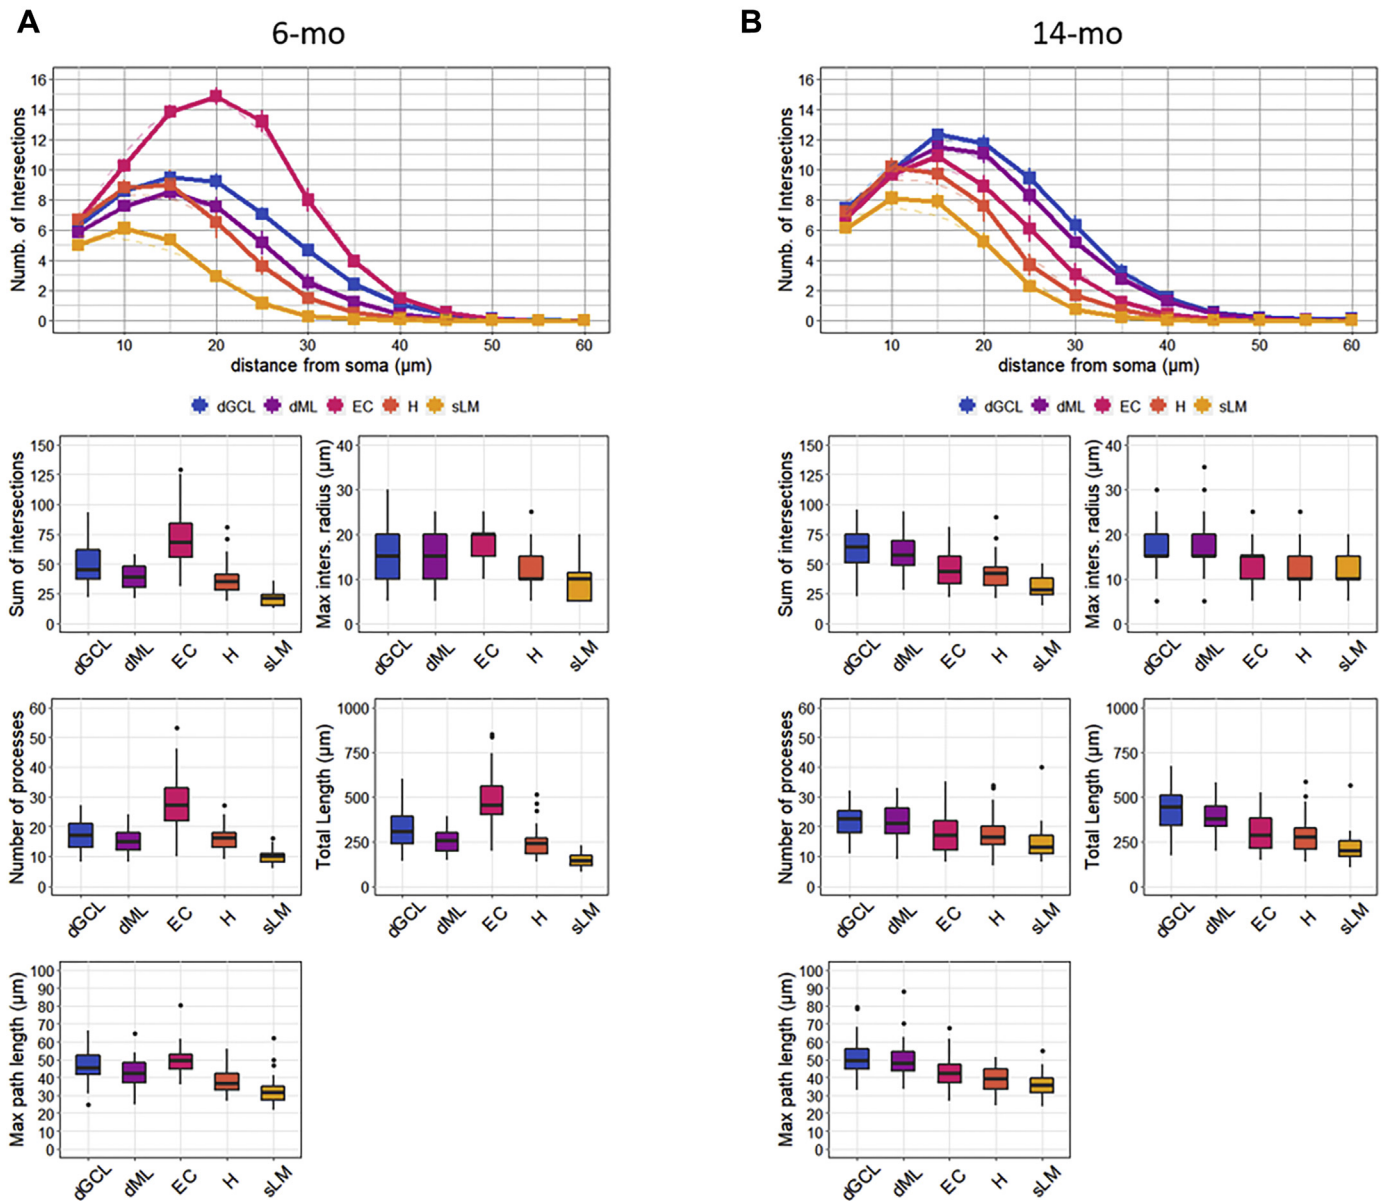 A
6-mo
Numb. of intersections
16
14
12
10
8
6
4
2
0
10 20 30 40 50 60
distance from soma (µm)
dGCL dML EC H sLM
Sum of intersections
150
125
100
75
50
25
0
dGCL dML EC H sLM
Max inters. radius (µm)
40
30
20
10
0
dGCL dML EC H sLM
Number of processes
60
50
40
30
20
10
0
dGCL dML EC H sLM
Total Length (µm)
1000
750
500
250
0
dGCL dML EC H sLM
Max path length (µm)
100
90
80
70
60
50
40
30
20
10
0
dGCL dML EC H sLM
B
14-mo
Numb. of intersections
16
14
12
10
8
6
4
2
0
10 20 30 40 50 60
distance from soma (µm)
dGCL dML EC H sLM
Sum of intersections
150
125
100
75
50
25
0
dGCL dML EC H sLM
Max inters. radius (µm)
40
30
20
10
0
dGCL dML EC H sLM
Number of processes
60
50
40
30
20
10
0
dGCL dML EC H sLM
Total Length (µm)
1000
750
500
250
0
dGCL dML EC H sLM
Max path length (µm)
100
90
80
70
60
50
40
30
20
10
0
dGCL dML EC H sLM